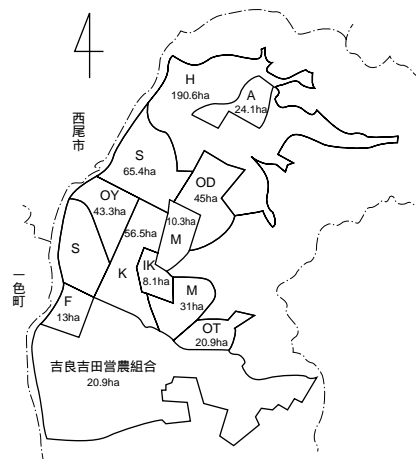 H
190.6ha
A
24.1ha
西尾市
S
65.4ha
OD
45ha
OY
43.3ha
10.3ha
M
56.5ha
S
K
IK
8.1ha
M
31ha
一色町
F
13ha
OT
20.9ha
吉良吉田営農組合
20.9ha